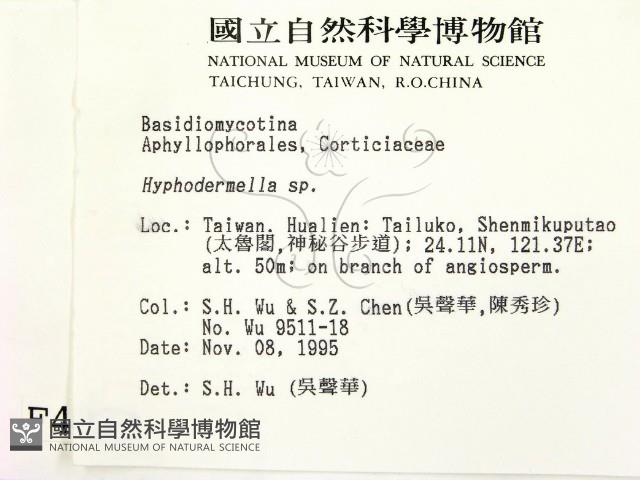 國立自然科學博物館
NATIONAL MUSEUM OF NATURAL SCIENCE
TAICHUNG, TAIWAN, R.O.CHINA
Basidiomycotina
Aphyllophorales, Corticiaceae
Hyphodermella sp.
Loc.: Taiwan. Hualien: Tailuko, Shenmikuputao
(太魯閣,神秘谷步道); 24.11N, 121.37E;
alt. 50m; on branch of angiosperm.
Col.: S.H. Wu & S.Z. Chen(吳聲華,陳秀珍)
No. Wu 9511-18
Date: Nov. 08, 1995
Det.: S.H. Wu (吳聲華)
F4
國立自然科學博物館
NATIONAL MUSEUM OF NATURAL SCIENCE